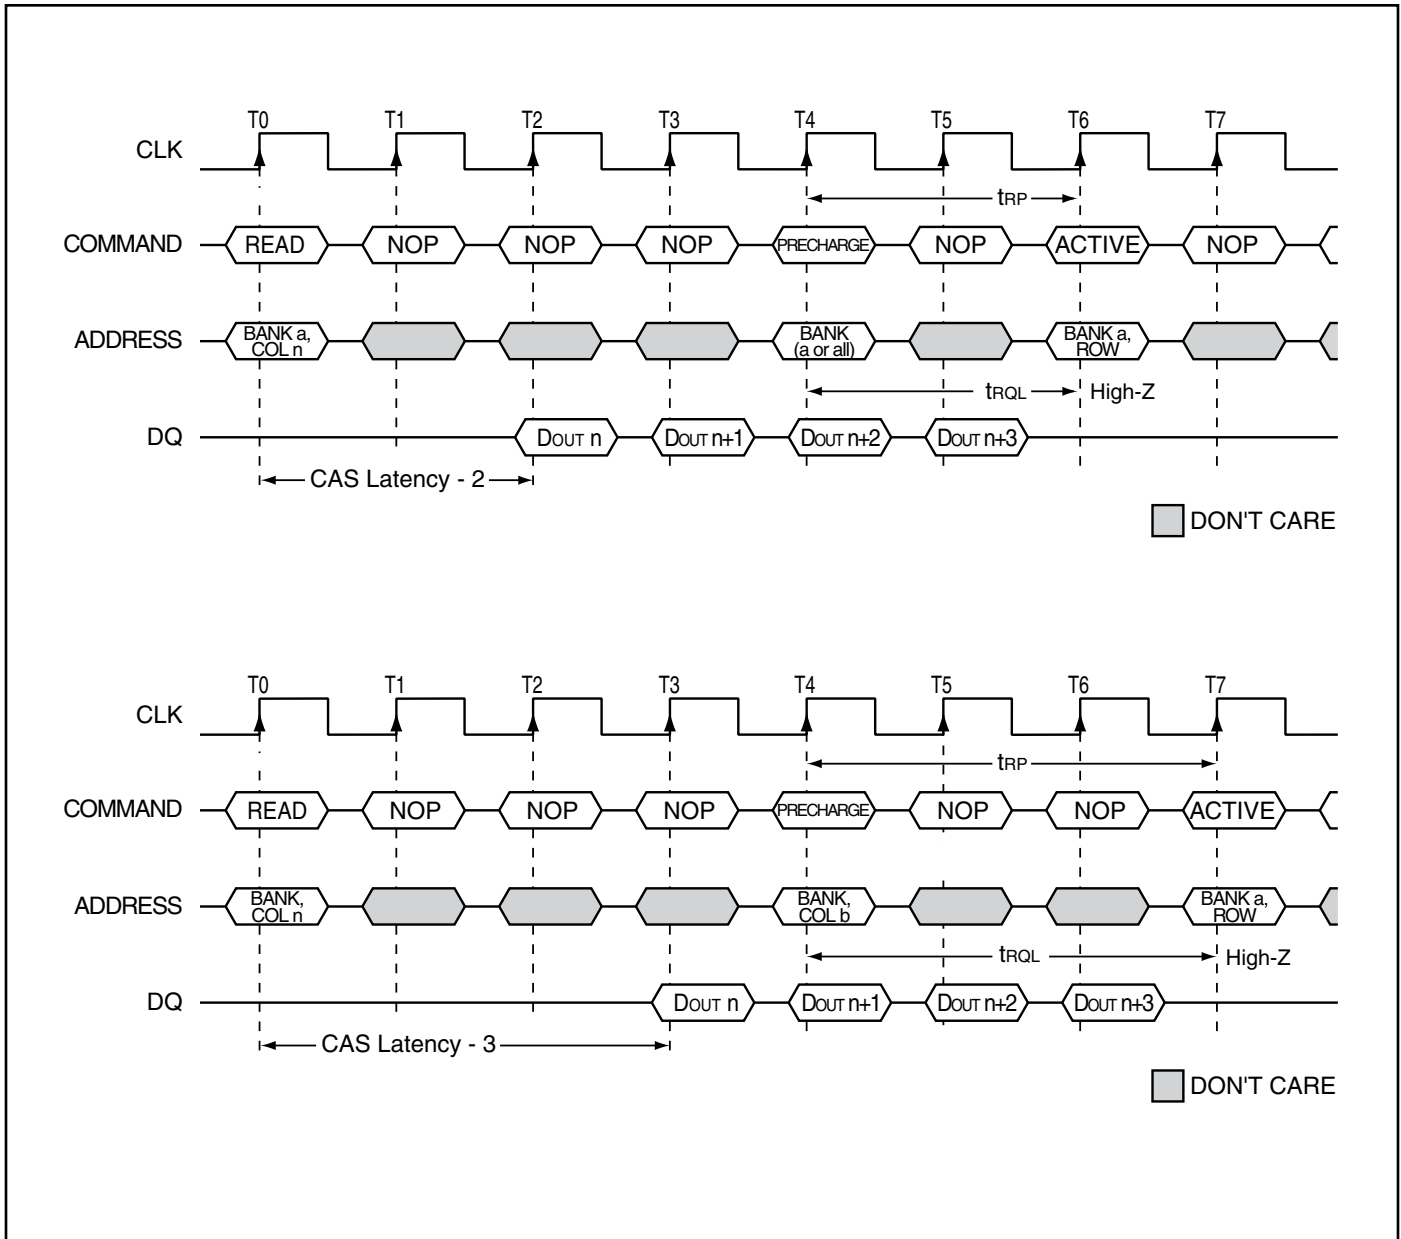 T0 T1 T2 T3 T4 T5 T6 T7
CLK
tRP
COMMAND READ NOP NOP NOP PRECHARGE NOP ACTIVE NOP
ADDRESS BANK a, COL n BANK (a or all) BANK a, ROW
tRQL High-Z
DQ DOUT n DOUT n+1 DOUT n+2 DOUT n+3
CAS Latency - 2
DON'T CARE
T0 T1 T2 T3 T4 T5 T6 T7
CLK
tRP
COMMAND READ NOP NOP NOP PRECHARGE NOP NOP ACTIVE
ADDRESS BANK, COL n BANK, COL b BANK a, ROW
tRQL High-Z
DQ DOUT n DOUT n+1 DOUT n+2 DOUT n+3
CAS Latency - 3
DON'T CARE